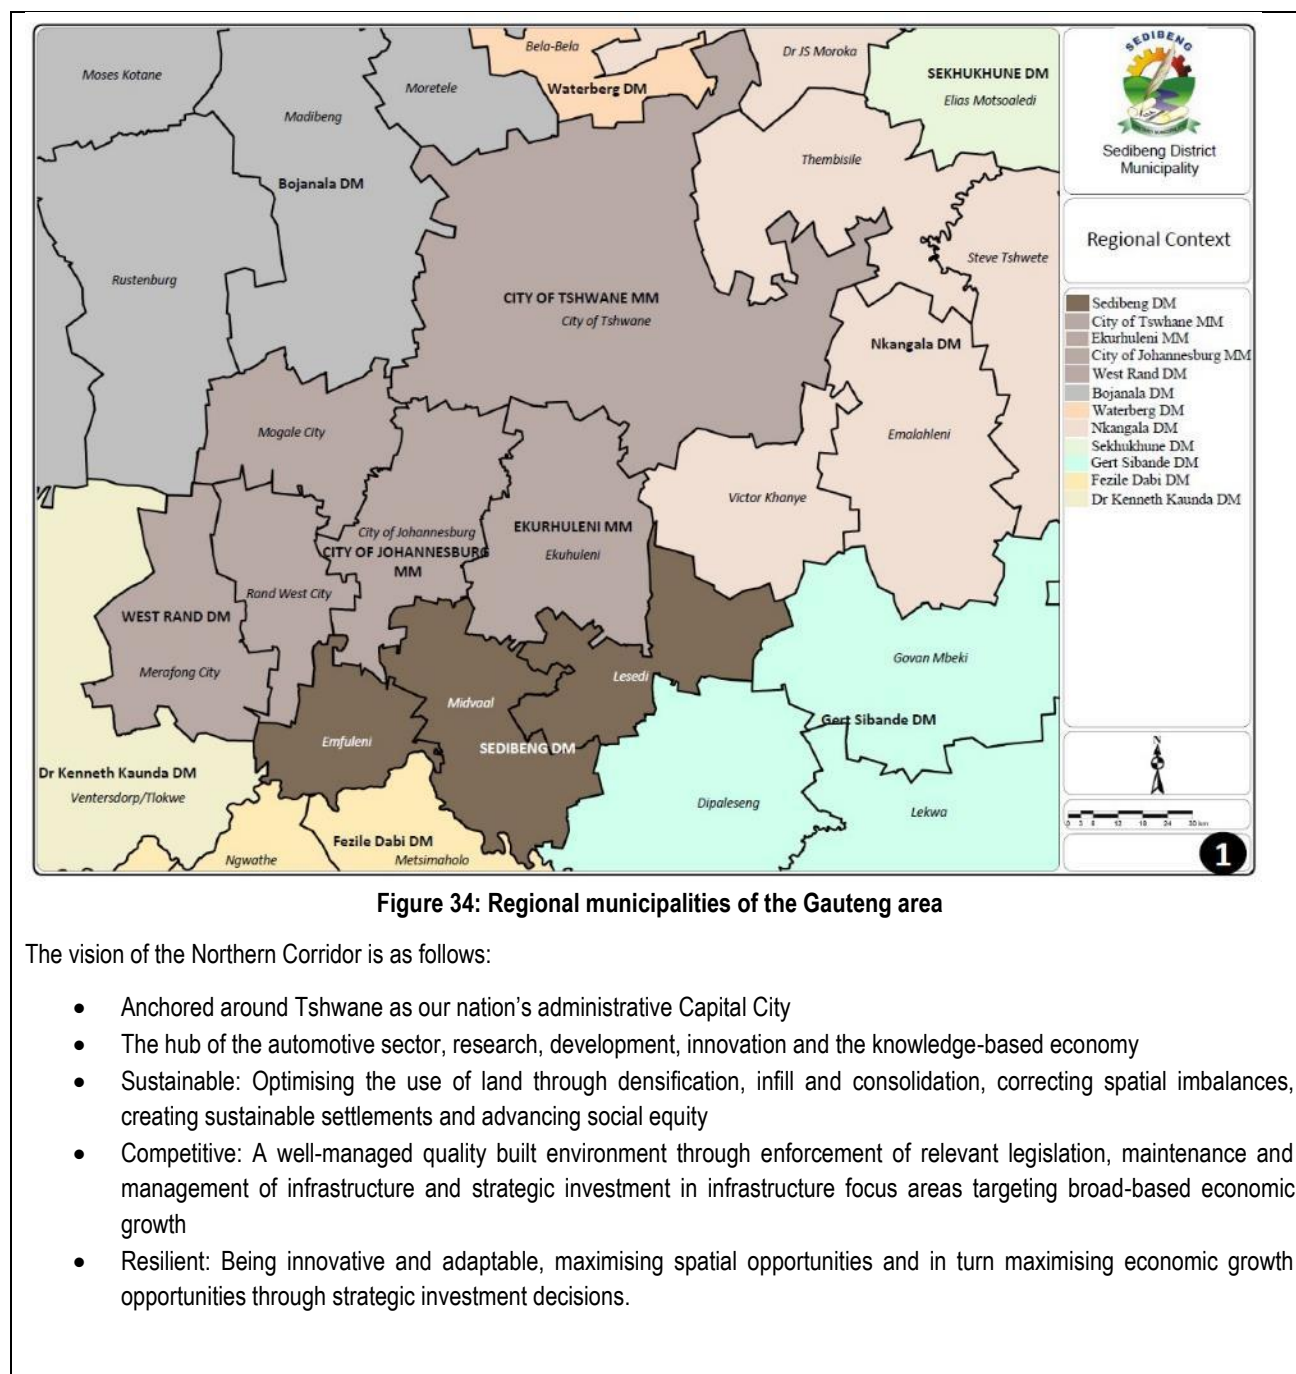 Moses Kotane
Madibeng
Moretele
Bela-Bela
Waterberg DM
Dr JS Moroka
SEKHUKHUNE DM
Elias Motsoaledi
Bojanala DM
Thembisile
Rustenburg
CITY OF TSHWANE MM
City of Tshwane
Steve Tshwete
Nkangala DM
Mogale City
Emalahleni
Victor Khanye
City of Johannesburg
CITY OF JOHANNESBURG
MM
EKURHULENI MM
Ekuhuleni
Rand West City
WEST RAND DM
Merafong City
Lesedi
Govan Mbeki
Midvaal
Emfuleni
SEDIBENG DM
Gert Sibande DM
Dr Kenneth Kaunda DM
Ventersdorp/Tlokwe
Dipaleseng
Lekwa
Fezile Dabi DM
Ngwathe
Metsimaholo
SEDIBENG
Sedibeng District
Municipality
Regional Context
Sedibeng DM
City of Tswhane MM
Ekurhuleni MM
City of Johannesburg MM
West Rand DM
Bojanala DM
Waterberg DM
Nkangala DM
Sekhukhune DM
Gert Sibande DM
Fezile Dabi DM
Dr Kenneth Kaunda DM
N
0 3 6 12 18 24 30 km
1
Figure 34: Regional municipalities of the Gauteng area
The vision of the Northern Corridor is as follows:
• Anchored around Tshwane as our nation’s administrative Capital City
• The hub of the automotive sector, research, development, innovation and the knowledge-based economy
• Sustainable: Optimising the use of land through densification, infill and consolidation, correcting spatial imbalances,
creating sustainable settlements and advancing social equity
• Competitive: A well-managed quality built environment through enforcement of relevant legislation, maintenance and
management of infrastructure and strategic investment in infrastructure focus areas targeting broad-based economic
growth
• Resilient: Being innovative and adaptable, maximising spatial opportunities and in turn maximising economic growth
opportunities through strategic investment decisions.